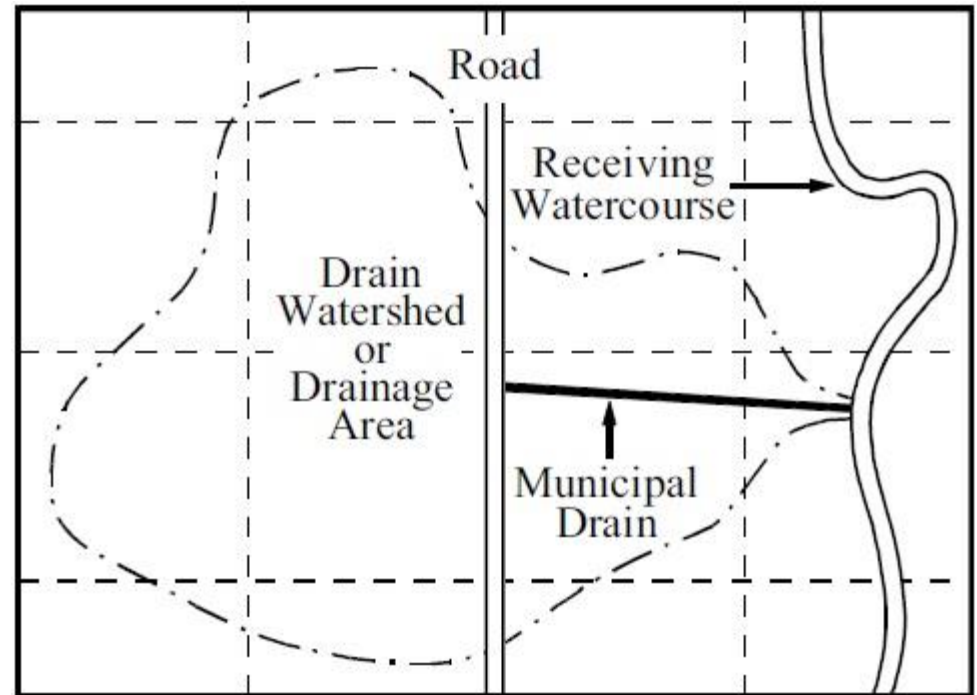 Road
Receiving
Watercourse
Drain
Watershed
or
Drainage
Area
Municipal
Drain